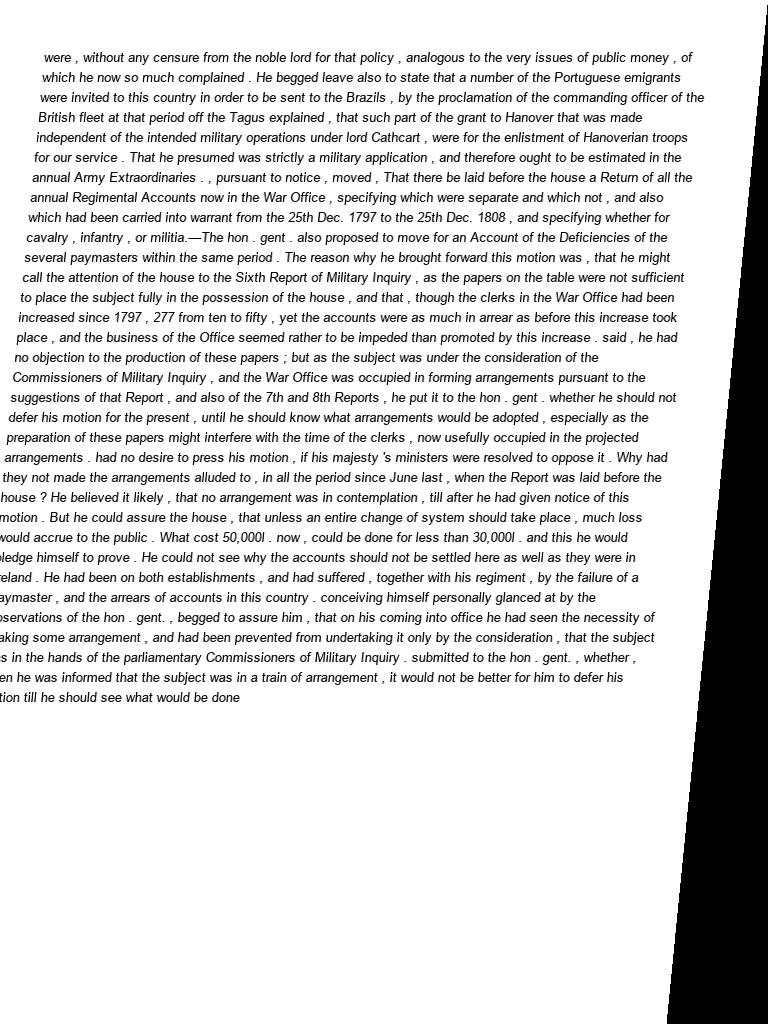 were , without any censure from the noble lord for that policy , analogous to the very issues of public money , of
which he now so much complained . He begged leave also to state that a number of the Portuguese emigrants
were invited to this country in order to be sent to the Brazils , by the proclamation of the commanding officer of the
British fleet at that period off the Tagus explained , that such part of the grant to Hanover that was made
independent of the intended military operations under lord Cathcart , were for the enlistment of Hanoverian troops
for our service . That he presumed was strictly a military application , and therefore ought to be estimated in the
annual Army Extraordinaries . , pursuant to notice , moved , That there be laid before the house a Return of all the
annual Regimental Accounts now in the War Office , specifying which were separate and which not , and also
which had been carried into warrant from the 25th Dec. 1797 to the 25th Dec. 1808 , and specifying whether for
cavalry , infantry , or militia.—The hon . gent . also proposed to move for an Account of the Deficiencies of the
several paymasters within the same period . The reason why he brought forward this motion was , that he might
call the attention of the house to the Sixth Report of Military Inquiry , as the papers on the table were not sufficient
to place the subject fully in the possession of the house , and that , though the clerks in the War Office had been
increased since 1797 , 277 from ten to fifty , yet the accounts were as much in arrear as before this increase took
place , and the business of the Office seemed rather to be impeded than promoted by this increase . said , he had
no objection to the production of these papers ; but as the subject was under the consideration of the
Commissioners of Military Inquiry , and the War Office was occupied in forming arrangements pursuant to the
suggestions of that Report , and also of the 7th and 8th Reports , he put it to the hon . gent . whether he should not
defer his motion for the present , until he should know what arrangements would be adopted , especially as the
preparation of these papers might interfere with the time of the clerks , now usefully occupied in the projected
arrangements . had no desire to press his motion , if his majesty 's ministers were resolved to oppose it . Why had
they not made the arrangements alluded to , in all the period since June last , when the Report was laid before the
house ? He believed it likely , that no arrangement was in contemplation , till after he had given notice of this
motion . But he could assure the house , that unless an entire change of system should take place , much loss
would accrue to the public . What cost 50,000l . now , could be done for less than 30,000l . and this he would
pledge himself to prove . He could not see why the accounts should not be settled here as well as they were in
reland . He had been on both establishments , and had suffered , together with his regiment , by the failure of a
aymaster , and the arrears of accounts in this country . conceiving himself personally glanced at by the
bservations of the hon . gent. , begged to assure him , that on his coming into office he had seen the necessity of
aking some arrangement , and had been prevented from undertaking it only by the consideration , that the subject
s in the hands of the parliamentary Commissioners of Military Inquiry . submitted to the hon . gent. , whether ,
en he was informed that the subject was in a train of arrangement , it would not be better for him to defer his
tion till he should see what would be done